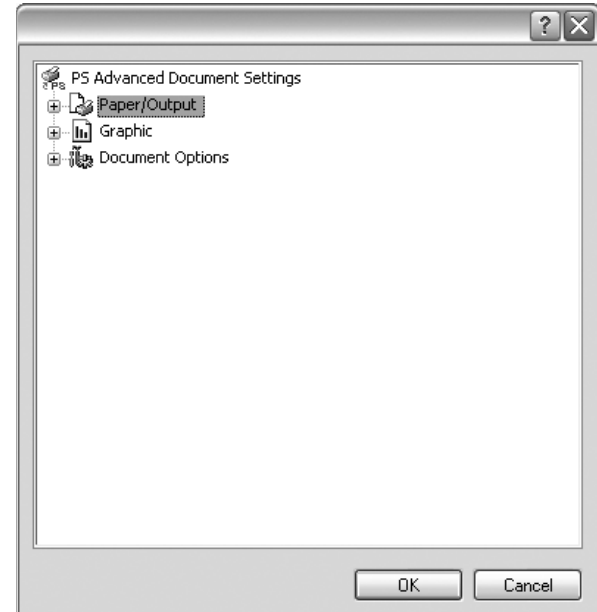 PS Advanced Document Settings
Paper/Output
Graphic
Document Options
OK
Cancel